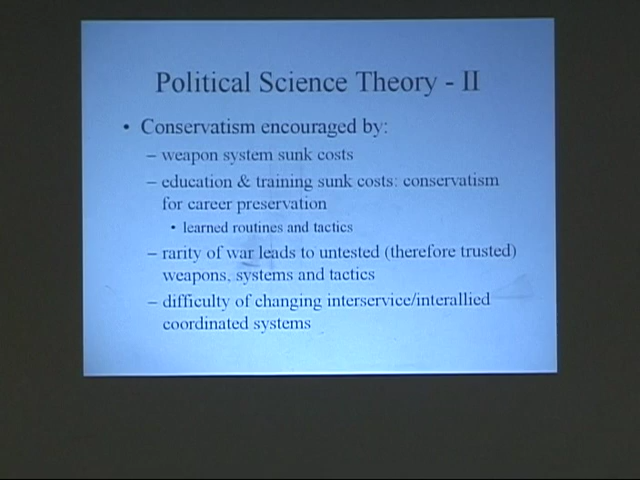 Political Science Theory - II
• Conservatism encouraged by:
– weapon system sunk costs
– education & training sunk costs: conservatism
for career preservation
• learned routines and tactics
– rarity of war leads to untested (therefore trusted)
weapons, systems and tactics
– difficulty of changing interservice/interallied
coordinated systems